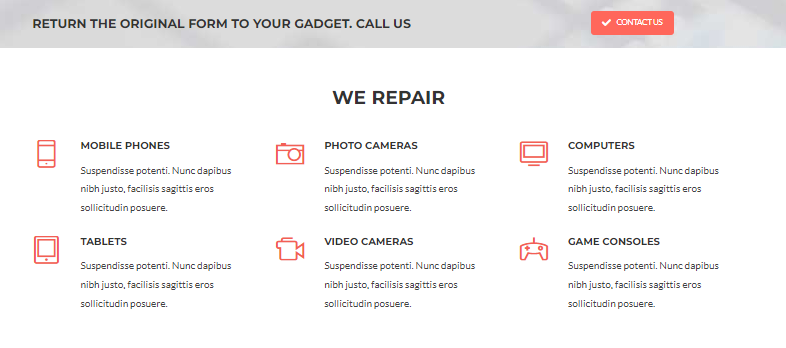 RETURN THE ORIGINAL FORM TO YOUR GADGET. CALL US
CONTACT US
WE REPAIR
MOBILE PHONES
Suspendisse potenti. Nunc dapibus
nibh justo, facilisis sagittis eros
sollicitudin posuere.
PHOTO CAMERAS
Suspendisse potenti. Nunc dapibus
nibh justo, facilisis sagittis eros
sollicitudin posuere.
COMPUTERS
Suspendisse potenti. Nunc dapibus
nibh justo, facilisis sagittis eros
sollicitudin posuere.
TABLETS
Suspendisse potenti. Nunc dapibus
nibh justo, facilisis sagittis eros
sollicitudin posuere.
VIDEO CAMERAS
Suspendisse potenti. Nunc dapibus
nibh justo, facilisis sagittis eros
sollicitudin posuere.
GAME CONSOLES
Suspendisse potenti. Nunc dapibus
nibh justo, facilisis sagittis eros
sollicitudin posuere.